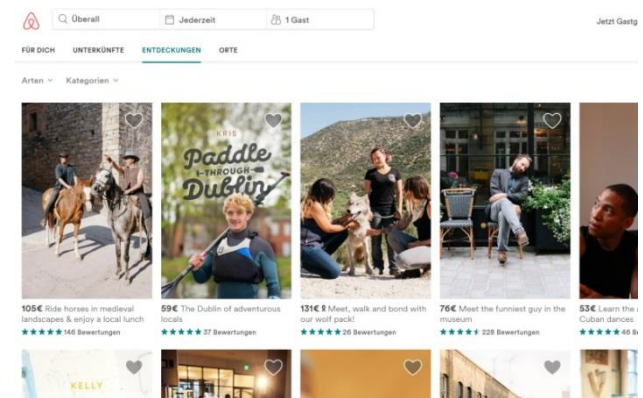 Überall
Jederzeit
1 Gast
Jetzt Gastg
FÜR DICH
UNTERKÜNFTE
ENTDECKUNGEN
ORTE
Arten
Kategorien
KRIS
Paddle
THROUGH
Dublin
105€ Ride horses in medieval
landscapes & enjoy a local lunch
146 Bewertungen
59€ The Dublin of adventurous
locals
37 Bewertungen
131€ Meet, walk and bond with
our wolf pack!
26 Bewertungen
76€ Meet the funniest guy in the
museum
228 Bewertungen
53€ Learn the
Cuban dances
46 B
KELLY